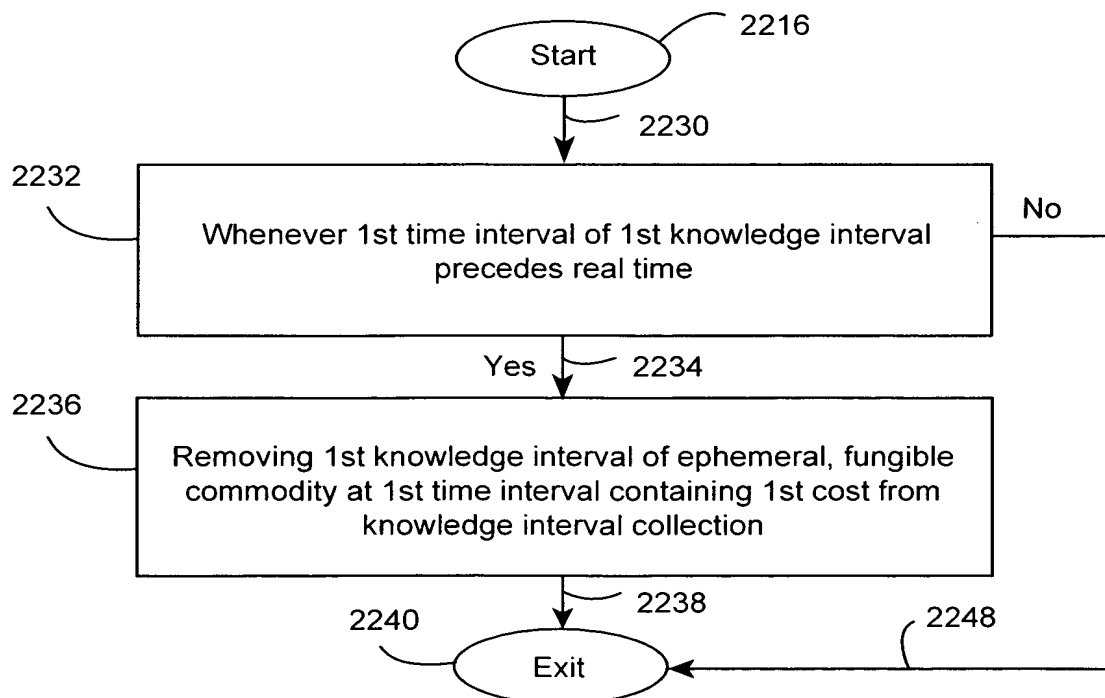 2216
Start
2230
2232
No
Whenever 1st time interval of 1st knowledge interval
precedes real time
Yes
2234
2236
Removing 1st knowledge interval of ephemeral, fungible
commodity at 1st time interval containing 1st cost from
knowledge interval collection
2238
2240
2248
Exit